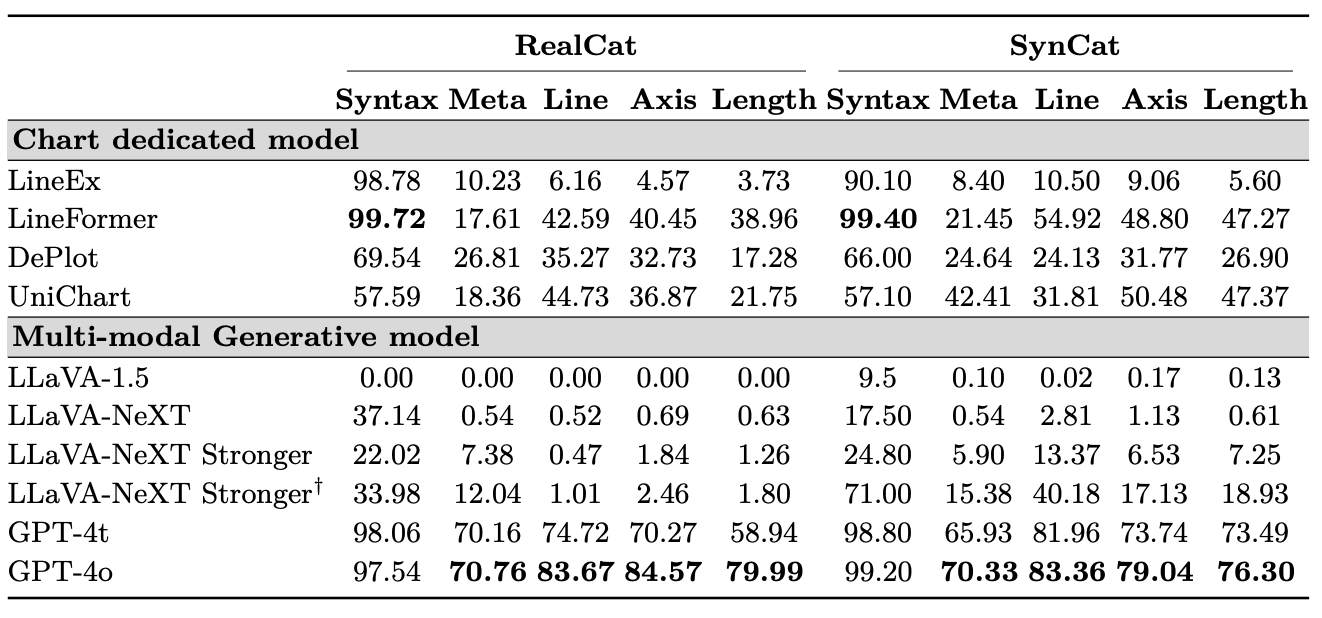 RealCat SynCat
Syntax Meta Line Axis Length Syntax Meta Line Axis Length
Chart dedicated model
LineEx 98.78 10.23 6.16 4.57 3.73 90.10 8.40 10.50 9.06 5.60
LineFormer 99.72 17.61 42.59 40.45 38.96 99.40 21.45 54.92 48.80 47.27
DePlot 69.54 26.81 35.27 32.73 17.28 66.00 24.64 24.13 31.77 26.90
UniChart 57.59 18.36 44.73 36.87 21.75 57.10 42.41 31.81 50.48 47.37
Multi-modal Generative model
LLaVA-1.5 0.00 0.00 0.00 0.00 0.00 9.5 0.10 0.02 0.17 0.13
LLaVA-NeXT 37.14 0.54 0.52 0.69 0.63 17.50 0.54 2.81 1.13 0.61
LLaVA-NeXT Stronger 22.02 7.38 0.47 1.84 1.26 24.80 5.90 13.37 6.53 7.25
LLaVA-NeXT Stronger† 33.98 12.04 1.01 2.46 1.80 71.00 15.38 40.18 17.13 18.93
GPT-4t 98.06 70.16 74.72 70.27 58.94 98.80 65.93 81.96 73.74 73.49
GPT-4o 97.54 70.76 83.67 84.57 79.99 99.20 70.33 83.36 79.04 76.30